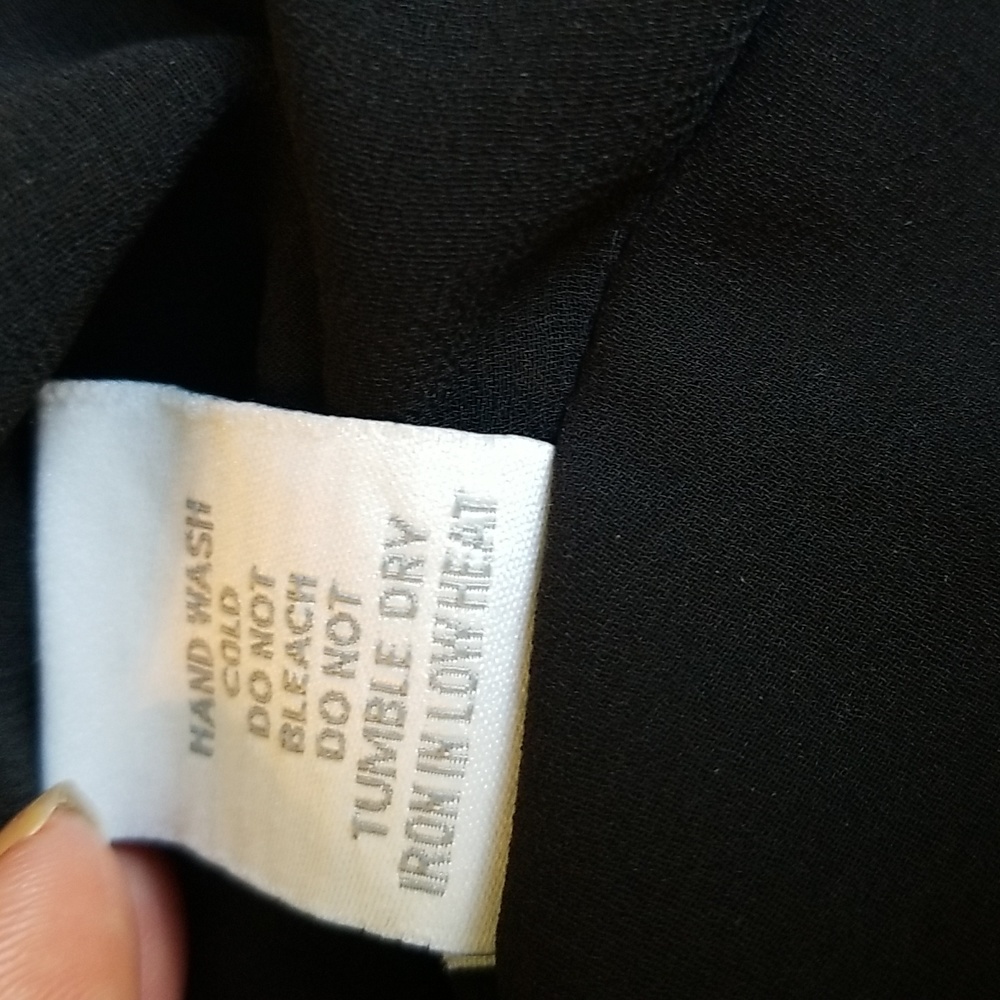 HAND WASH
COLD
DO NOT
BLEACH
DO NOT
TUMBLE DRY
IRON IN LOW HEAT